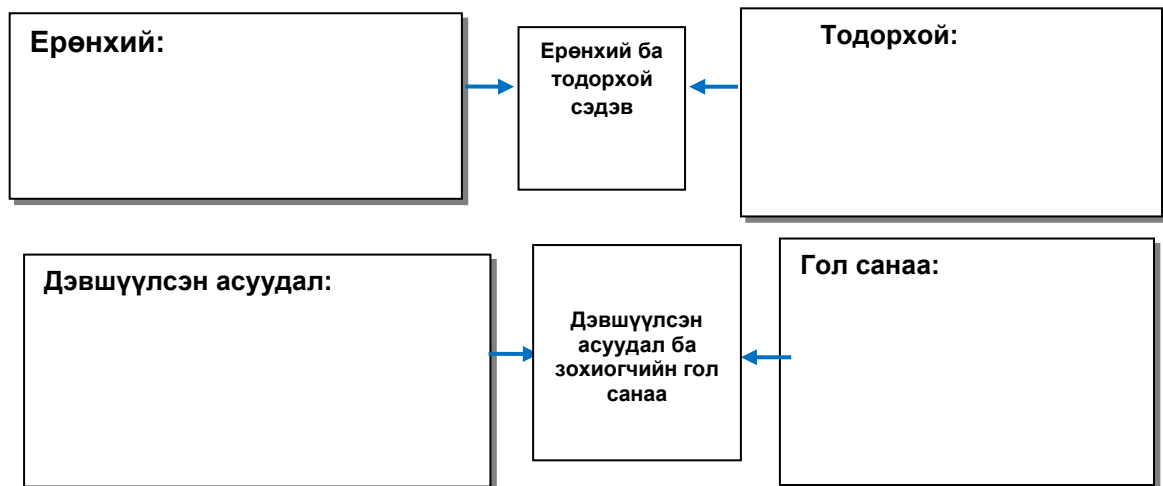 Ерөнхий:
Ерөнхий ба
тодорхой
сэдэв
Тодорхой:
Дэвшүүлсэн асуудал:
Дэвшүүлсэн
асуудал ба
зохиогчийн гол
санаа
Гол санаа: